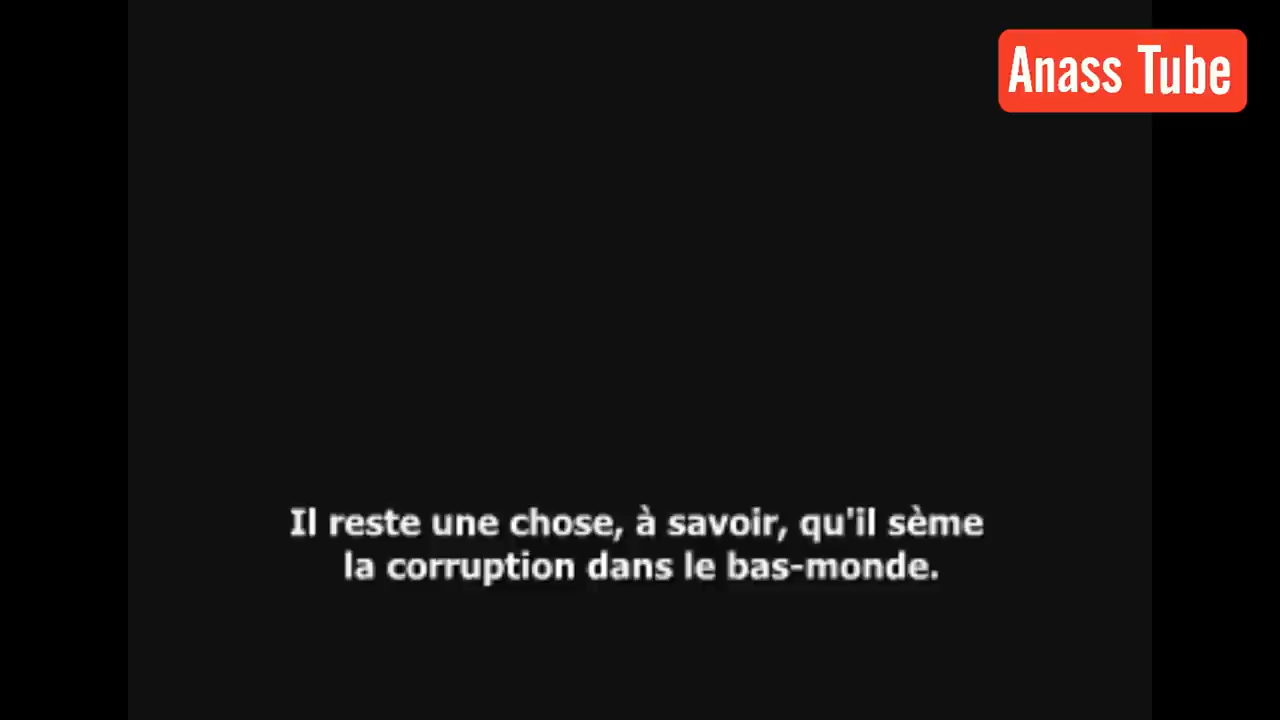 Anass Tube
Il reste une chose, à savoir, qu'il sème
la corruption dans le bas-monde.